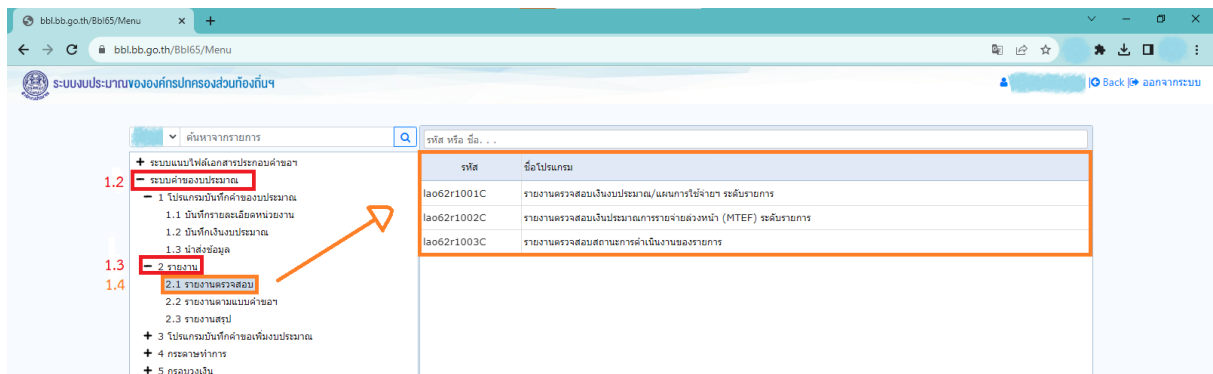 bbl.bb.go.th/Bbl65/Menu
bbl.bb.go.th/Bbl65/Menu
ระบบงบประมาณขององค์กรปกครองส่วนท้องถิ่นฯ
Back ออกจากระบบ
ค้นหาจากรายการ
รหัส หรือ ชื่อ. . .
ระบบแนบไฟล์เอกสารประกอบคำขอฯ
1.2 ระบบคำของบประมาณ
1 โปรแกรมบันทึกคำของบประมาณ
1.1 บันทึกรายละเอียดหน่วยงาน
1.2 บันทึกเงินงบประมาณ
1.3 นำส่งข้อมูล
1.3 2 รายงาน
1.4 2.1 รายงานตรวจสอบ
2.2 รายงานตามแบบคำขอฯ
2.3 รายงานสรุป
3 โปรแกรมบันทึกคำขอเพิ่มงบประมาณ
4 กระดาษทำการ
5 กรอบวงเงิน
รหัส ชื่อโปรแกรม
lao62r1001C รายงานตรวจสอบเงินงบประมาณ/แผนการใช้จ่ายฯ ระดับรายการ
lao62r1002C รายงานตรวจสอบเงินประมาณการรายจ่ายล่วงหน้า (MTEF) ระดับรายการ
lao62r1003C รายงานตรวจสอบสถานะการดำเนินงานของรายการ